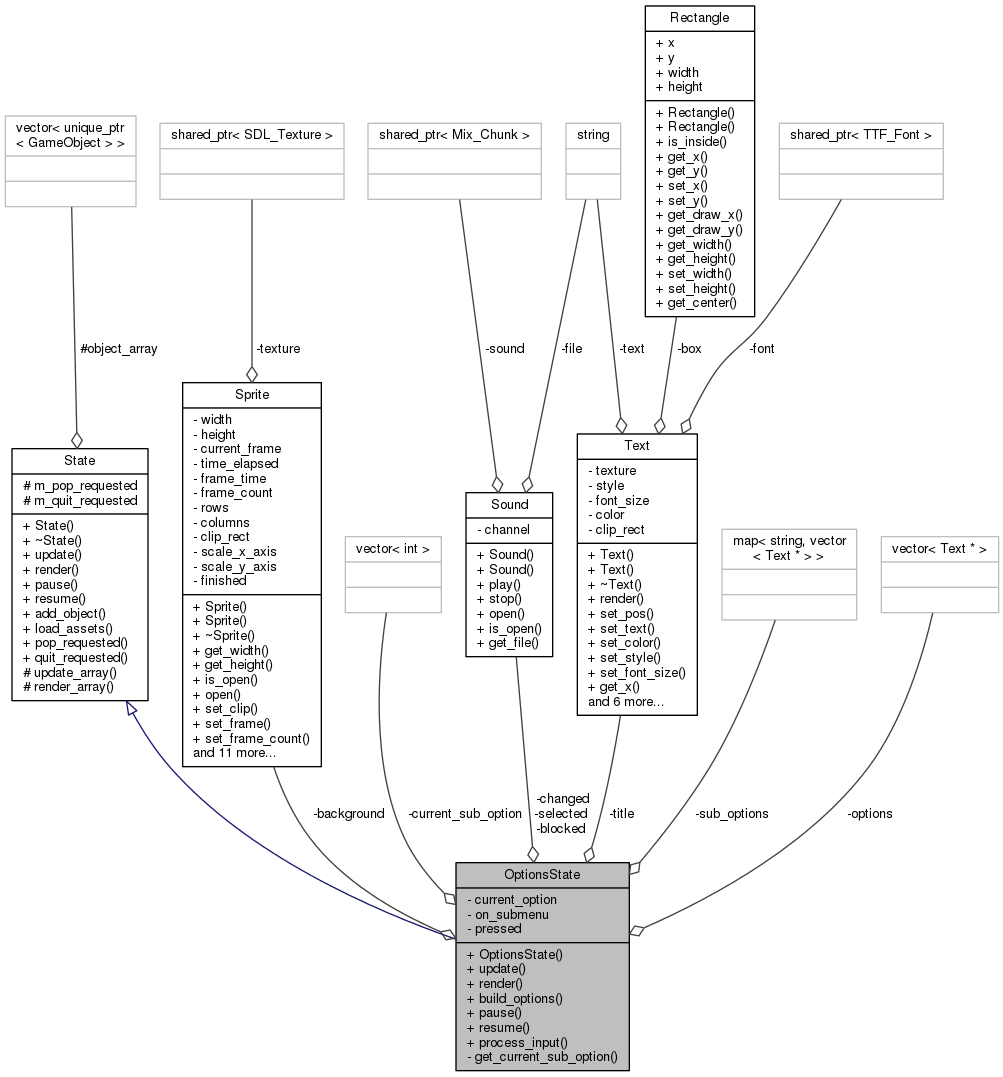 Rectangle
+ x
+ y
+ width
+ height
+ Rectangle()
+ Rectangle()
+ is_inside()
+ get_x()
+ get_y()
+ set_x()
+ set_y()
+ get_draw_x()
+ get_draw_y()
+ get_width()
+ get_height()
+ set_width()
+ set_height()
+ get_center()
vector< unique_ptr
< GameObject > >
shared_ptr< SDL_Texture >
shared_ptr< Mix_Chunk >
string
shared_ptr< TTF_Font >
#object_array
-texture
-sound
-file
-text
-box
-font
State
# m_pop_requested
# m_quit_requested
+ State()
+ ~State()
+ update()
+ render()
+ pause()
+ resume()
+ add_object()
+ load_assets()
+ pop_requested()
+ quit_requested()
# update_array()
# render_array()
Sprite
- width
- height
- current_frame
- time_elapsed
- frame_time
- frame_count
- rows
- columns
- clip_rect
- scale_x_axis
- scale_y_axis
- finished
+ Sprite()
+ Sprite()
+ ~Sprite()
+ get_width()
+ get_height()
+ is_open()
+ open()
+ set_clip()
+ set_frame()
+ set_frame_count()
and 11 more...
vector< int >
Sound
- channel
+ Sound()
+ Sound()
+ play()
+ stop()
+ open()
+ is_open()
+ get_file()
Text
- texture
- style
- font_size
- color
- clip_rect
+ Text()
+ Text()
+ ~Text()
+ render()
+ set_pos()
+ set_text()
+ set_color()
+ set_style()
+ set_font_size()
+ get_x()
and 6 more...
map< string, vector
< Text * > >
vector< Text * >
-background
-current_sub_option
-changed
-selected
-blocked
-title
-sub_options
-options
OptionsState
- current_option
- on_submenu
- pressed
+ OptionsState()
+ update()
+ render()
+ build_options()
+ pause()
+ resume()
+ process_input()
- get_current_sub_option()